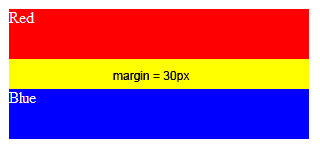 Red
margin = 30px
Blue